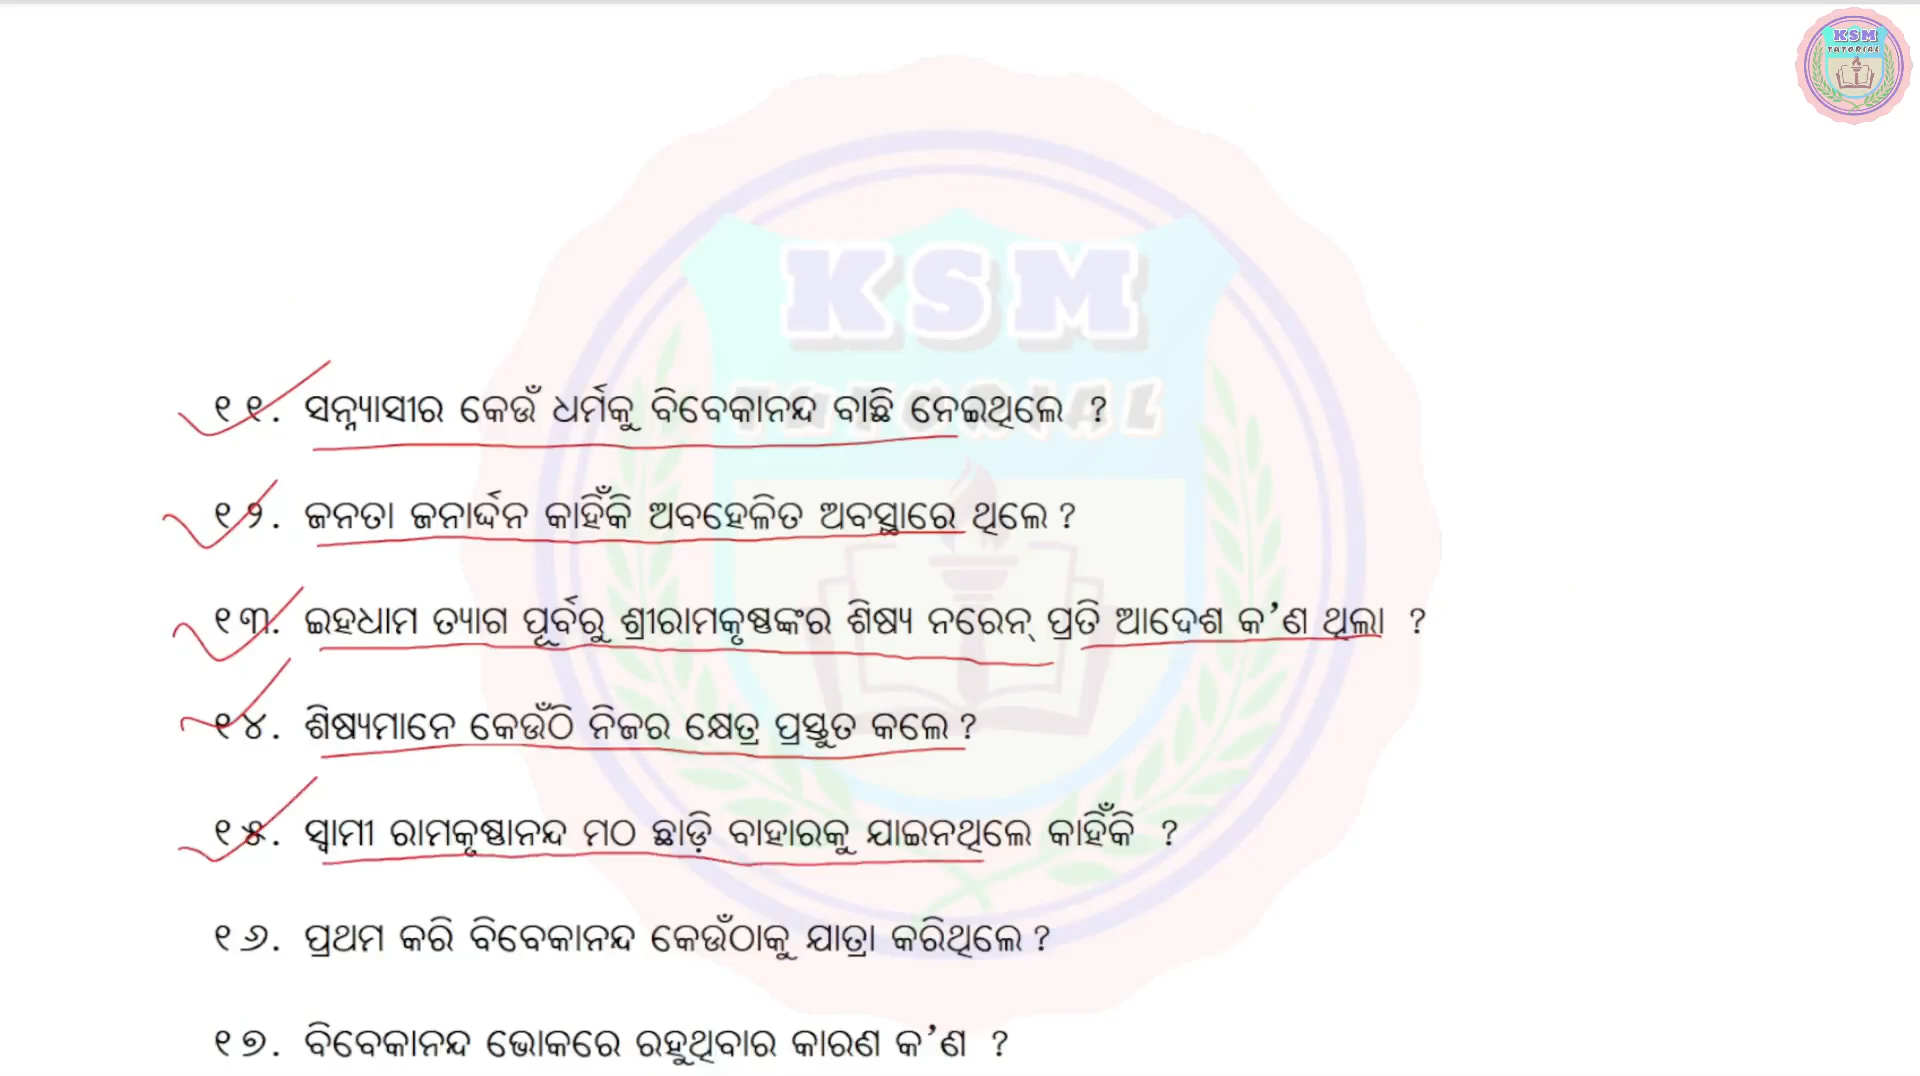 KSM
TUTORIAL
KSM
TUTORIAL
୧୧. ସନ୍ନ୍ୟାସୀର କେଉଁ ଧର୍ମକୁ ବିବେକାନନ୍ଦ ବାଛି ନେଇଥିଲେ ?
୧୨. ଜନତା ଜନାର୍ଦ୍ଦନ କାହିଁକି ଅବହେଳିତ ଅବସ୍ଥାରେ ଥିଲେ ?
୧୩. ଇହଧାମ ତ୍ୟାଗ ପୂର୍ବରୁ ଶ୍ରୀରାମକୃଷ୍ଣଙ୍କର ଶିଷ୍ୟ ନରେନ୍ ପ୍ରତି ଆଦେଶ କ’ଣ ଥିଲା ?
୧୪. ଶିଷ୍ୟମାନେ କେଉଁଠି ନିଜର କ୍ଷେତ୍ର ପ୍ରସ୍ତୁତ କଲେ ?
୧୫. ସ୍ୱାମୀ ରାମକୃଷ୍ଣାନନ୍ଦ ମଠ ଛାଡ଼ି ବାହାରକୁ ଯାଇନଥିଲେ କାହିଁକି ?
୧୬. ପ୍ରଥମ କରି ବିବେକାନନ୍ଦ କେଉଁଠାକୁ ଯାତ୍ରା କରିଥିଲେ ?
୧୭. ବିବେକାନନ୍ଦ ଭୋକରେ ରହୁଥିବାର କାରଣ କ’ଣ ?